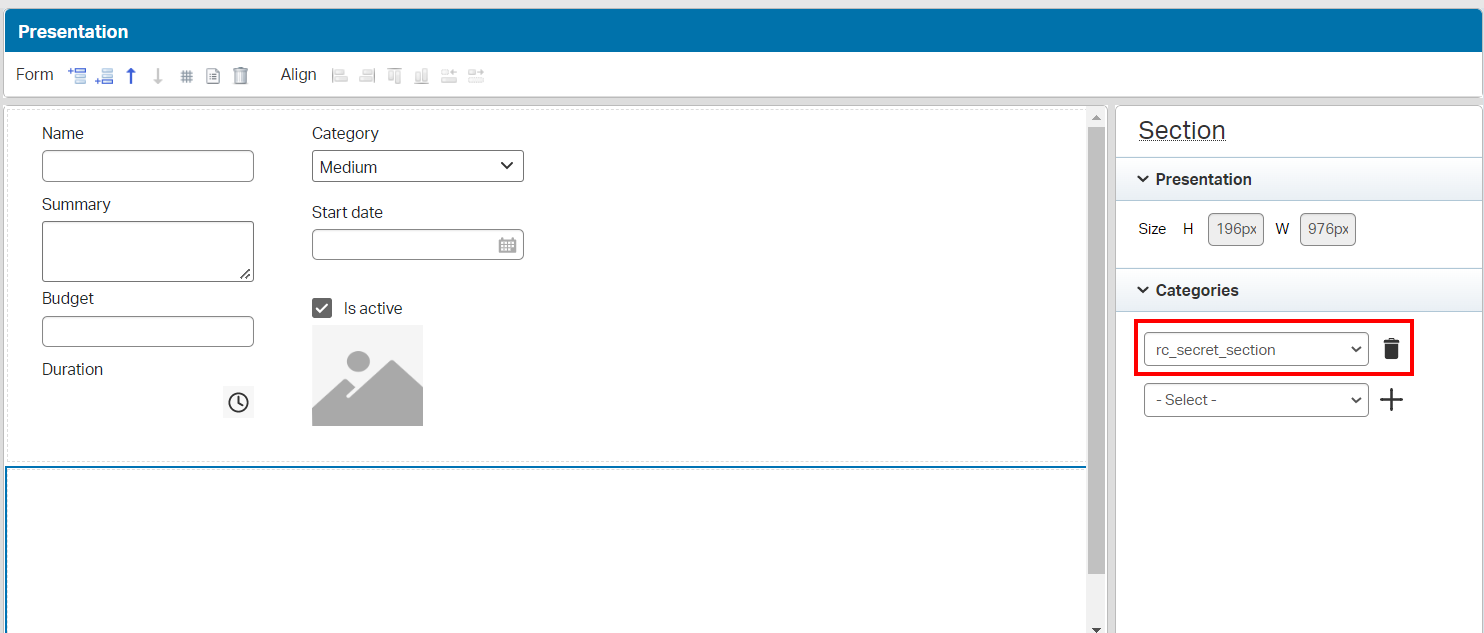 Presentation
Form Align
Name
Category
Medium
Summary
Start date
Budget
Is active
Duration
Section
Presentation
Size H 196px W 976px
Categories
rc_secret_section
- Select -